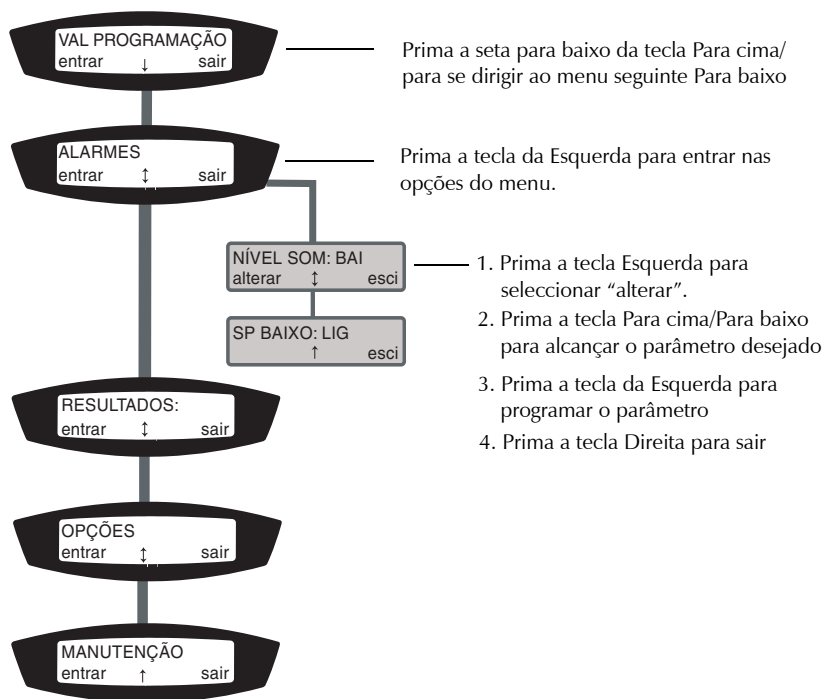 VAL PROGRAMAÇÃO
entrar ↓ sair
Prima a seta para baixo da tecla Para cima/
para se dirigir ao menu seguinte Para baixo
ALARMES
entrar ↕ sair
Prima a tecla da Esquerda para entrar nas
opções do menu.
NÍVEL SOM: BAI
alterar ↕ esci
1. Prima a tecla Esquerda para
seleccionar “alterar”.
2. Prima a tecla Para cima/Para baixo
para alcançar o parâmetro desejado
3. Prima a tecla da Esquerda para
programar o parâmetro
4. Prima a tecla Direita para sair
SP BAIXO: LIG
↑ esci
RESULTADOS:
entrar ↕ sair
OPÇÕES
entrar ↕ sair
MANUTENÇÃO
entrar ↑ sair